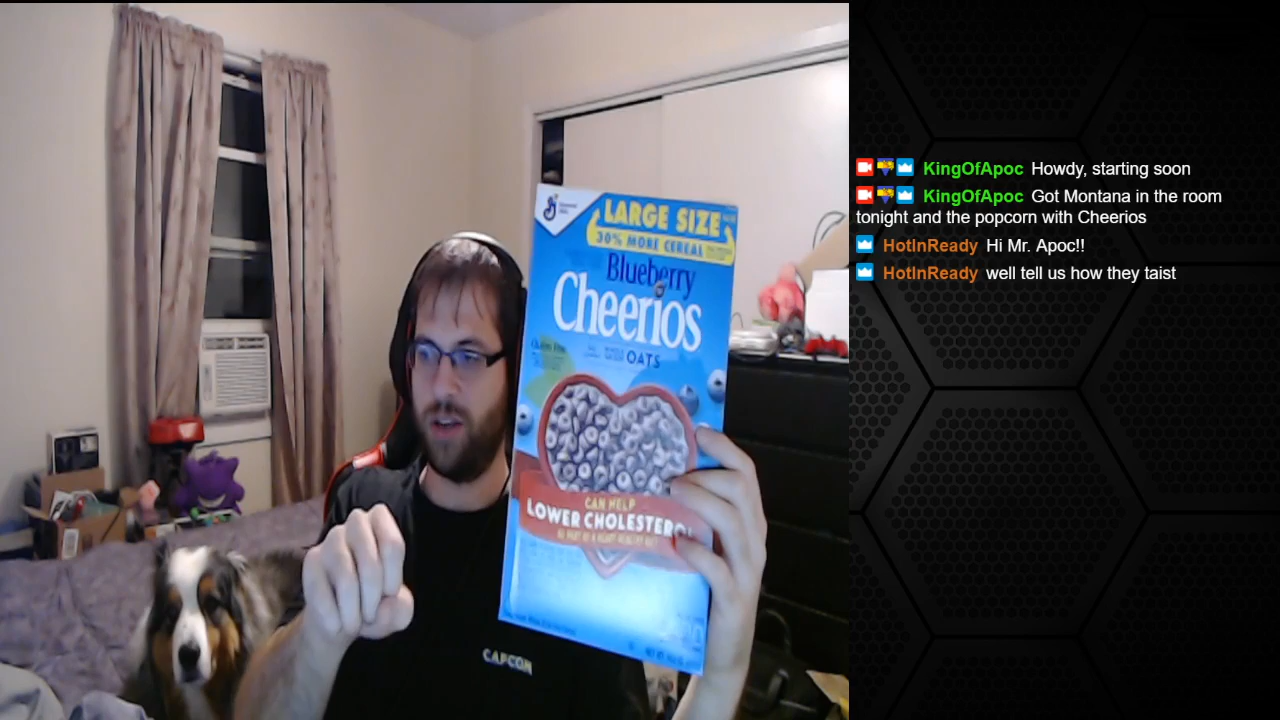 LARGE SIZE
30% MORE CEREAL
Blueberry
Cheerios
OATS
CAN HELP
LOWER CHOLESTEROL
CAPCOM
KingOfApoc Howdy, starting soon
KingOfApoc Got Montana in the room
tonight and the popcorn with Cheerios
HotInReady Hi Mr. Apoc!!
HotInReady well tell us how they taist